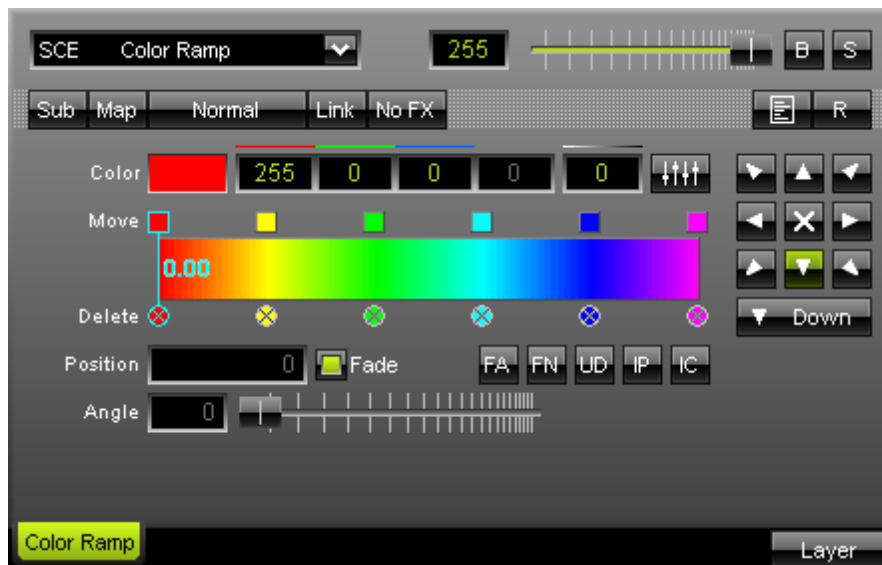 SCE Color Ramp 255 B S
Sub Map Normal Link No FX R
Color 255 0 0 0 0
Move
0.00
Delete Down
Position 0 Fade FA FN UD IP IC
Angle 0
Color Ramp Layer